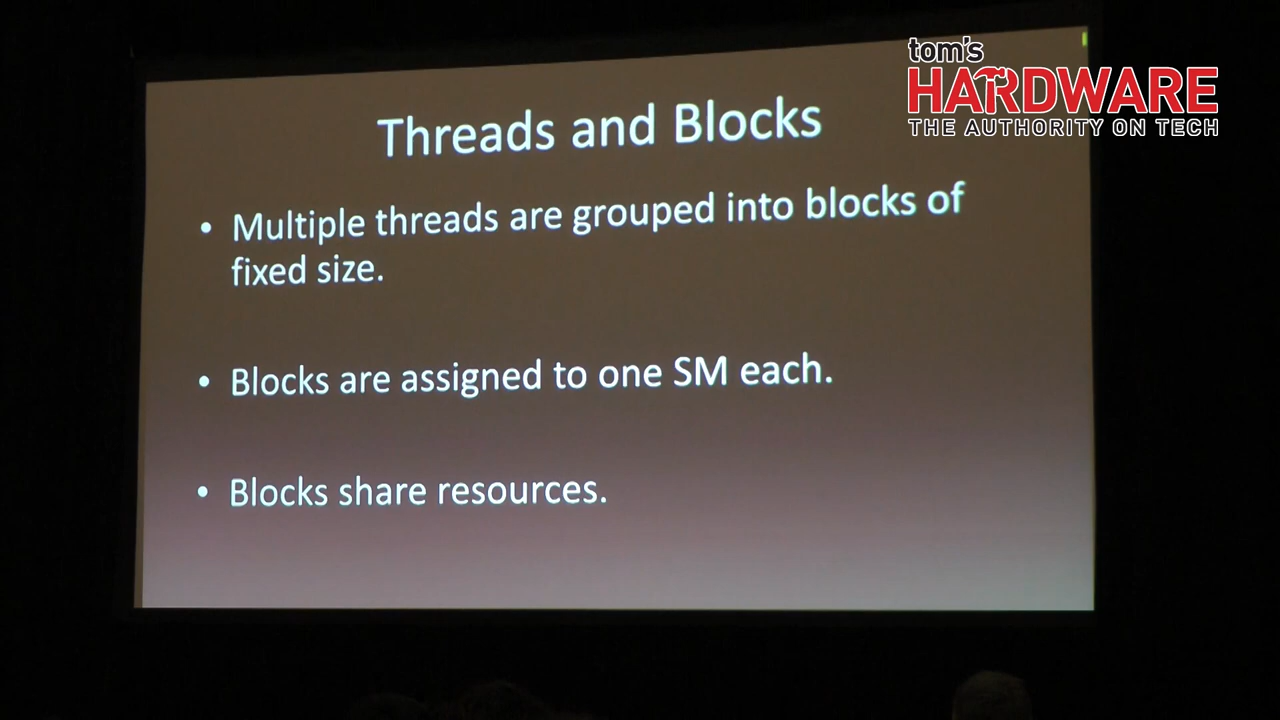 tom's
HARDWARE
THE AUTHORITY ON TECH
Threads and Blocks
• Multiple threads are grouped into blocks of
fixed size.
• Blocks are assigned to one SM each.
• Blocks share resources.